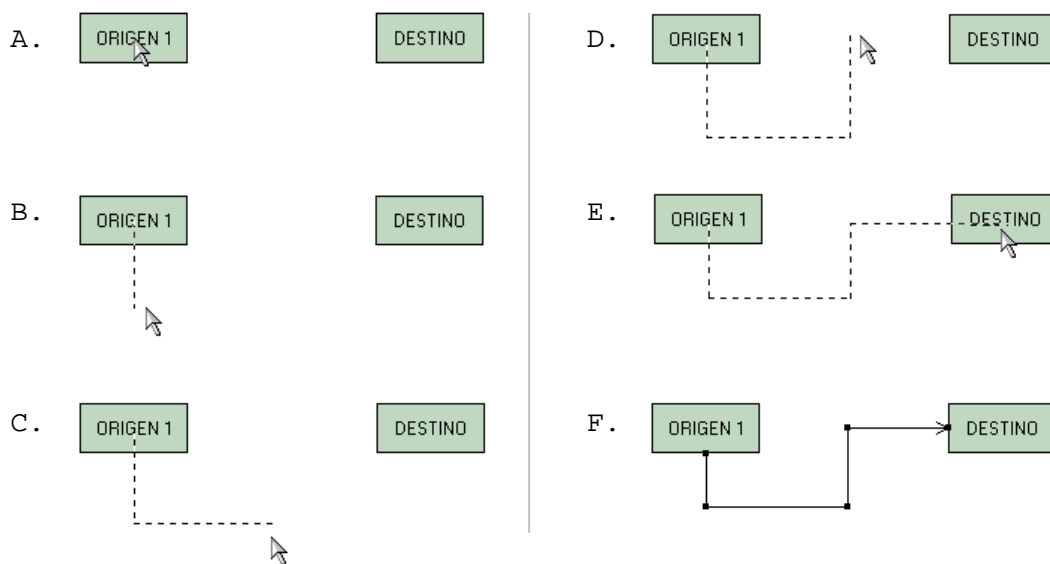 A. ORIGEN 1 DESTINO
B. ORIGEN 1 DESTINO
C. ORIGEN 1 DESTINO
D. ORIGEN 1 DESTINO
E. ORIGEN 1 DESTINO
F. ORIGEN 1 DESTINO